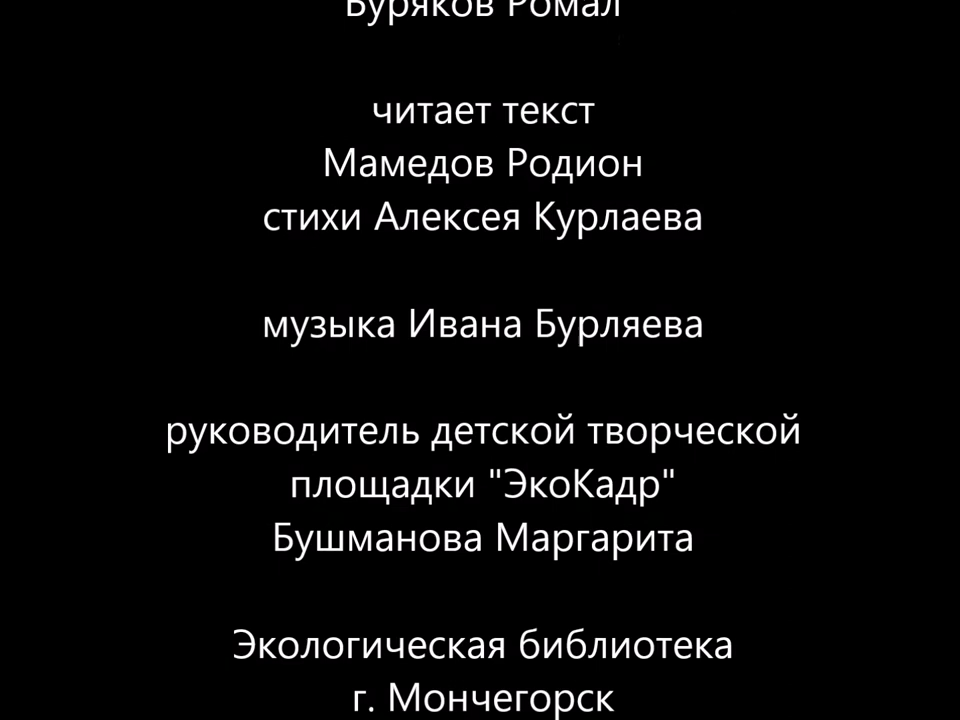 Буряков Ромал
читает текст
Мамедов Родион
стихи Алексея Курлаева
музыка Ивана Бурляева
руководитель детской творческой
площадки "ЭкоКадр"
Бушманова Маргарита
Экологическая библиотека
г. Мончегорск